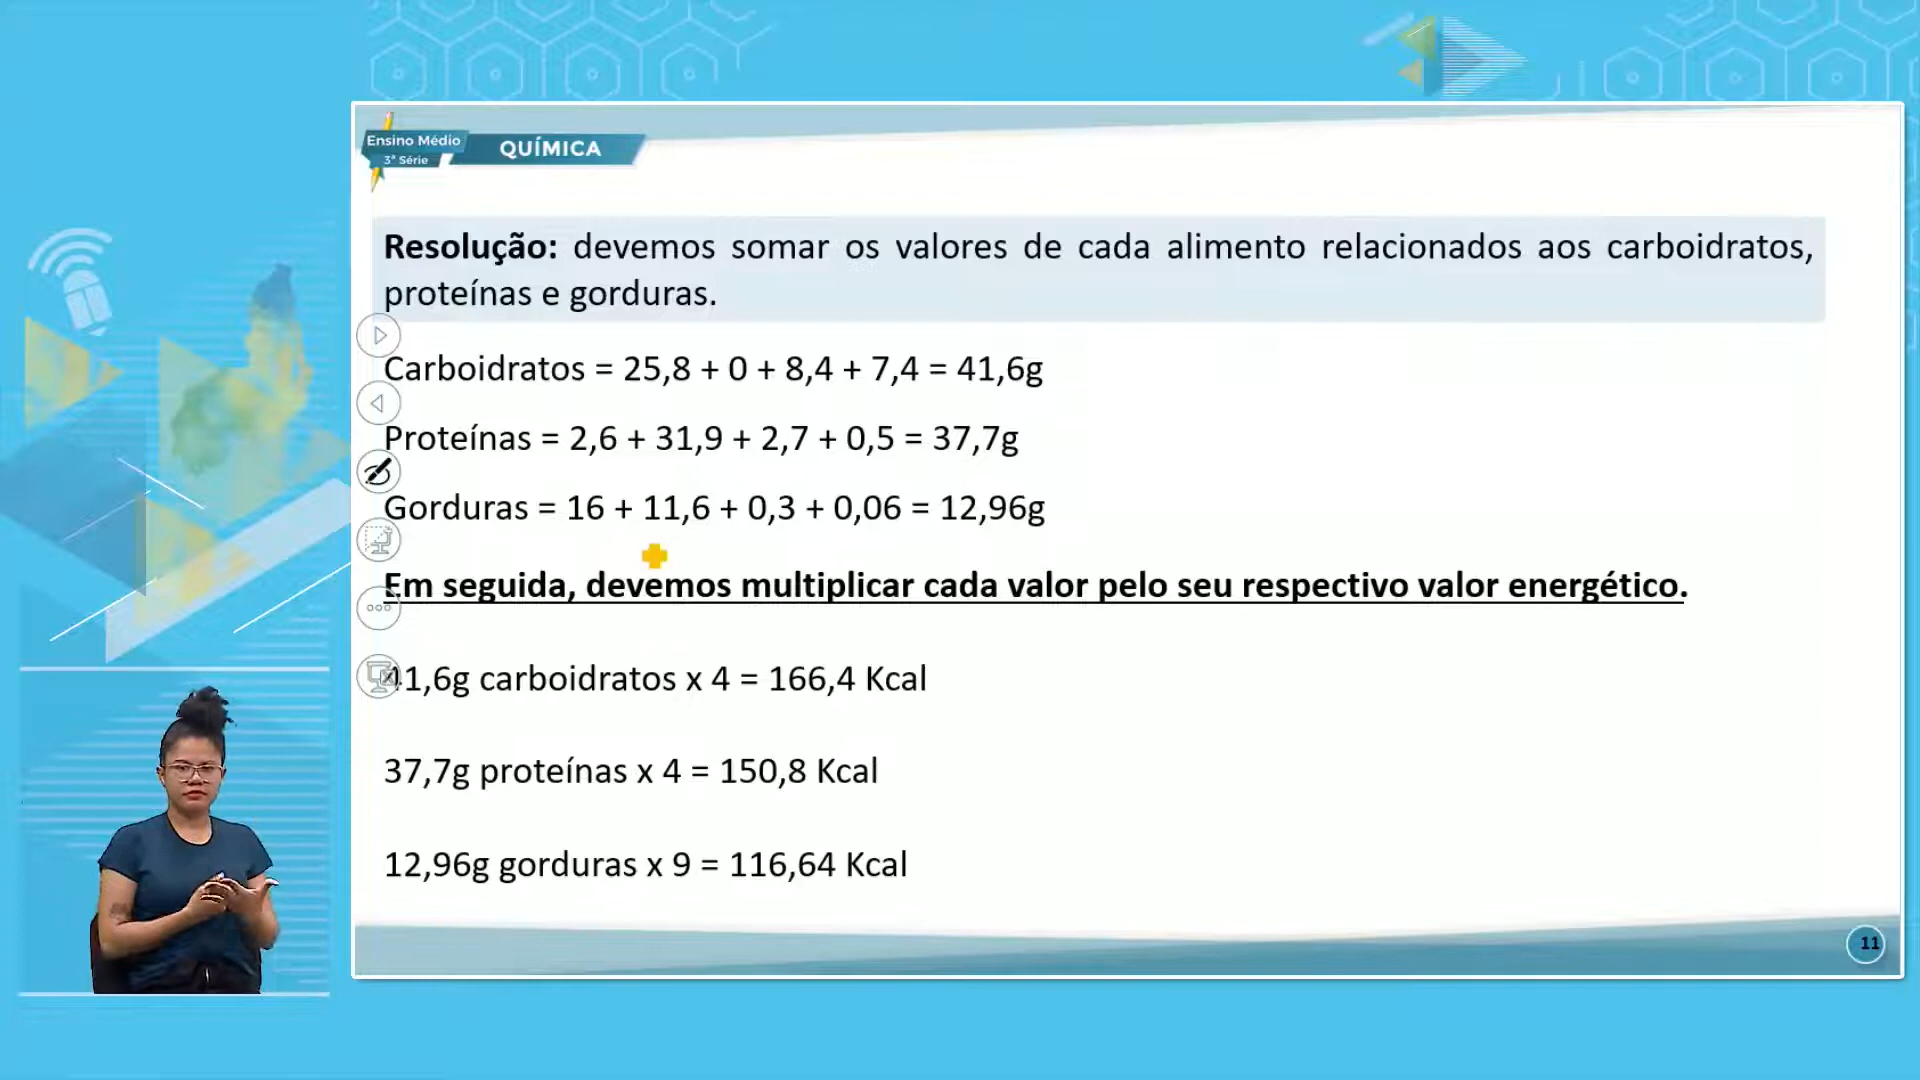 Ensino Médio
3ª Série
QUÍMICA
Resolução: devemos somar os valores de cada alimento relacionados aos carboidratos,
proteínas e gorduras.
Carboidratos = 25,8 + 0 + 8,4 + 7,4 = 41,6g
Proteínas = 2,6 + 31,9 + 2,7 + 0,5 = 37,7g
Gorduras = 16 + 11,6 + 0,3 + 0,06 = 12,96g
Em seguida, devemos multiplicar cada valor pelo seu respectivo valor energético.
41,6g carboidratos x 4 = 166,4 Kcal
37,7g proteínas x 4 = 150,8 Kcal
12,96g gorduras x 9 = 116,64 Kcal
11